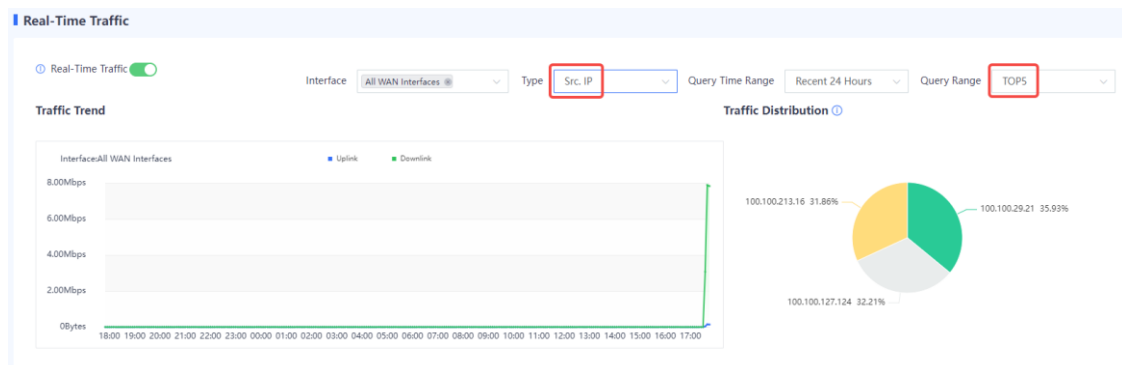 Real-Time Traffic
Real-Time Traffic
Interface All WAN Interfaces Type Src. IP Query Time Range Recent 24 Hours Query Range TOP5
Traffic Trend
Traffic Distribution
Interface:All WAN Interfaces
Uplink
Downlink
8.00Mbps
6.00Mbps
4.00Mbps
2.00Mbps
0Bytes
18:00 19:00 20:00 21:00 22:00 23:00 00:00 01:00 02:00 03:00 04:00 05:00 06:00 07:00 08:00 09:00 10:00 11:00 12:00 13:00 14:00 15:00 16:00 17:00
100.100.213.16 31.86%
100.100.29.21 35.93%
100.100.127.124 32.21%